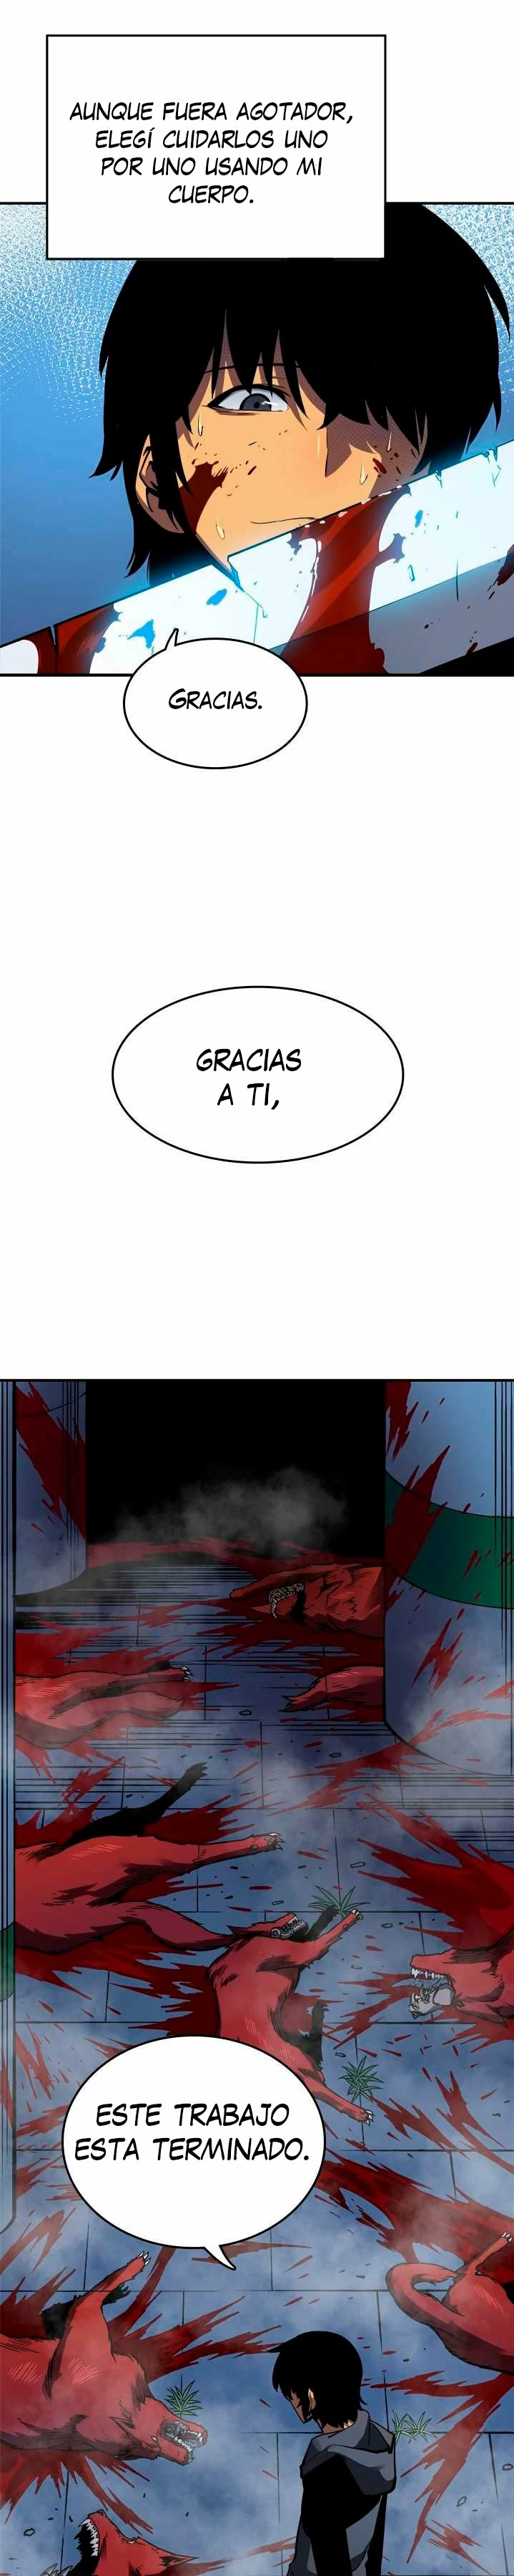 AUNQUE FUERA AGOTADOR,
ELEGÍ CUIDARLOS UNO
POR UNO USANDO MI
CUERPO.
GRACIAS.
GRACIAS
A TI,
ESTE TRABAJO
ESTA TERMINADO.